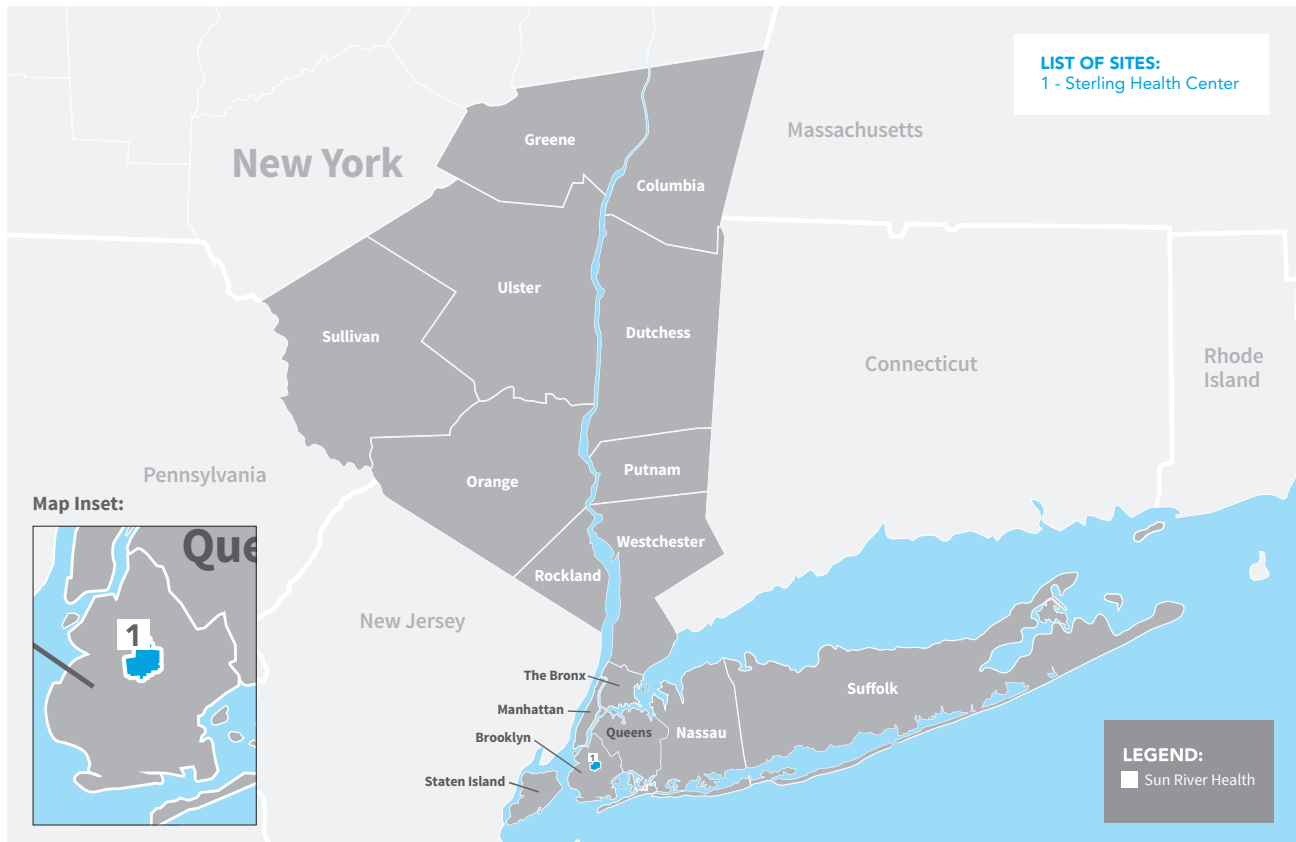 LIST OF SITES:
1 - Sterling Health Center
Massachusetts
New York
Greene
Columbia
Ulster
Sullivan
Dutchess
Connecticut
Rhode
Island
Pennsylvania
Orange
Putnam
Map Inset:
Que
1
Westchester
Rockland
New Jersey
The Bronx
Manhattan
Brooklyn
Staten Island
Queens
Nassau
Suffolk
1
LEGEND:
Sun River Health